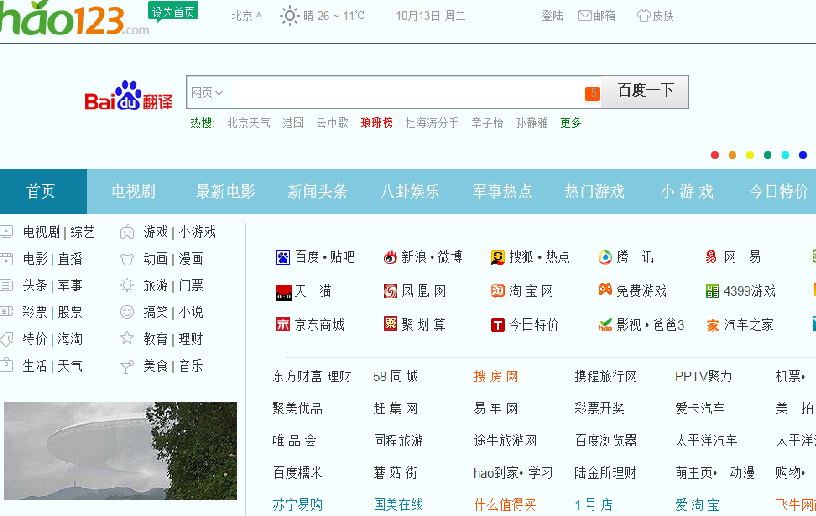 hao123.com 设为首页 北京 ^ 晴 26 ~ 11℃ 10月13日 周二 登陆 邮箱 皮肤
Bai du 翻译 网页 5 百度一下
热搜: 北京天气 港囧 云中歌 琅琊榜 杜海涛分手 章子怡 孙静雅 更多
首页 电视剧 最新电影 新闻头条 八卦娱乐 军事热点 热门游戏 小游戏 今日特价
电视剧 | 综艺 游戏 | 小游戏
电影 | 直播 动画 | 漫画
头条 | 军事 旅游 | 门票
彩票 | 股票 搞笑 | 小说
特价 | 海淘 教育 | 理财
生活 | 天气 美食 | 音乐
百度 • 贴吧 新浪 • 微博 搜狐 • 热点 腾 讯 网 易
天 猫 凤凰网 淘宝网 免费游戏 4399游戏
京东商城 聚划算 今日特价 影视 • 爸爸3 汽车之家
东方财富 理财 58同城 搜房网 携程旅行网 PPTV聚力 机票•
聚美优品 赶集网 易车网 彩票开奖 爱卡汽车 美 拍
唯品会 同程旅游 途牛旅游网 百度浏览器 太平洋汽车 太平洋
百度糯米 蘑菇街 hao到家• 学习 陆金所理财 萌主页• 动漫 购物•
苏宁易购 国美在线 什么值得买 1号店 爱淘宝 飞牛网